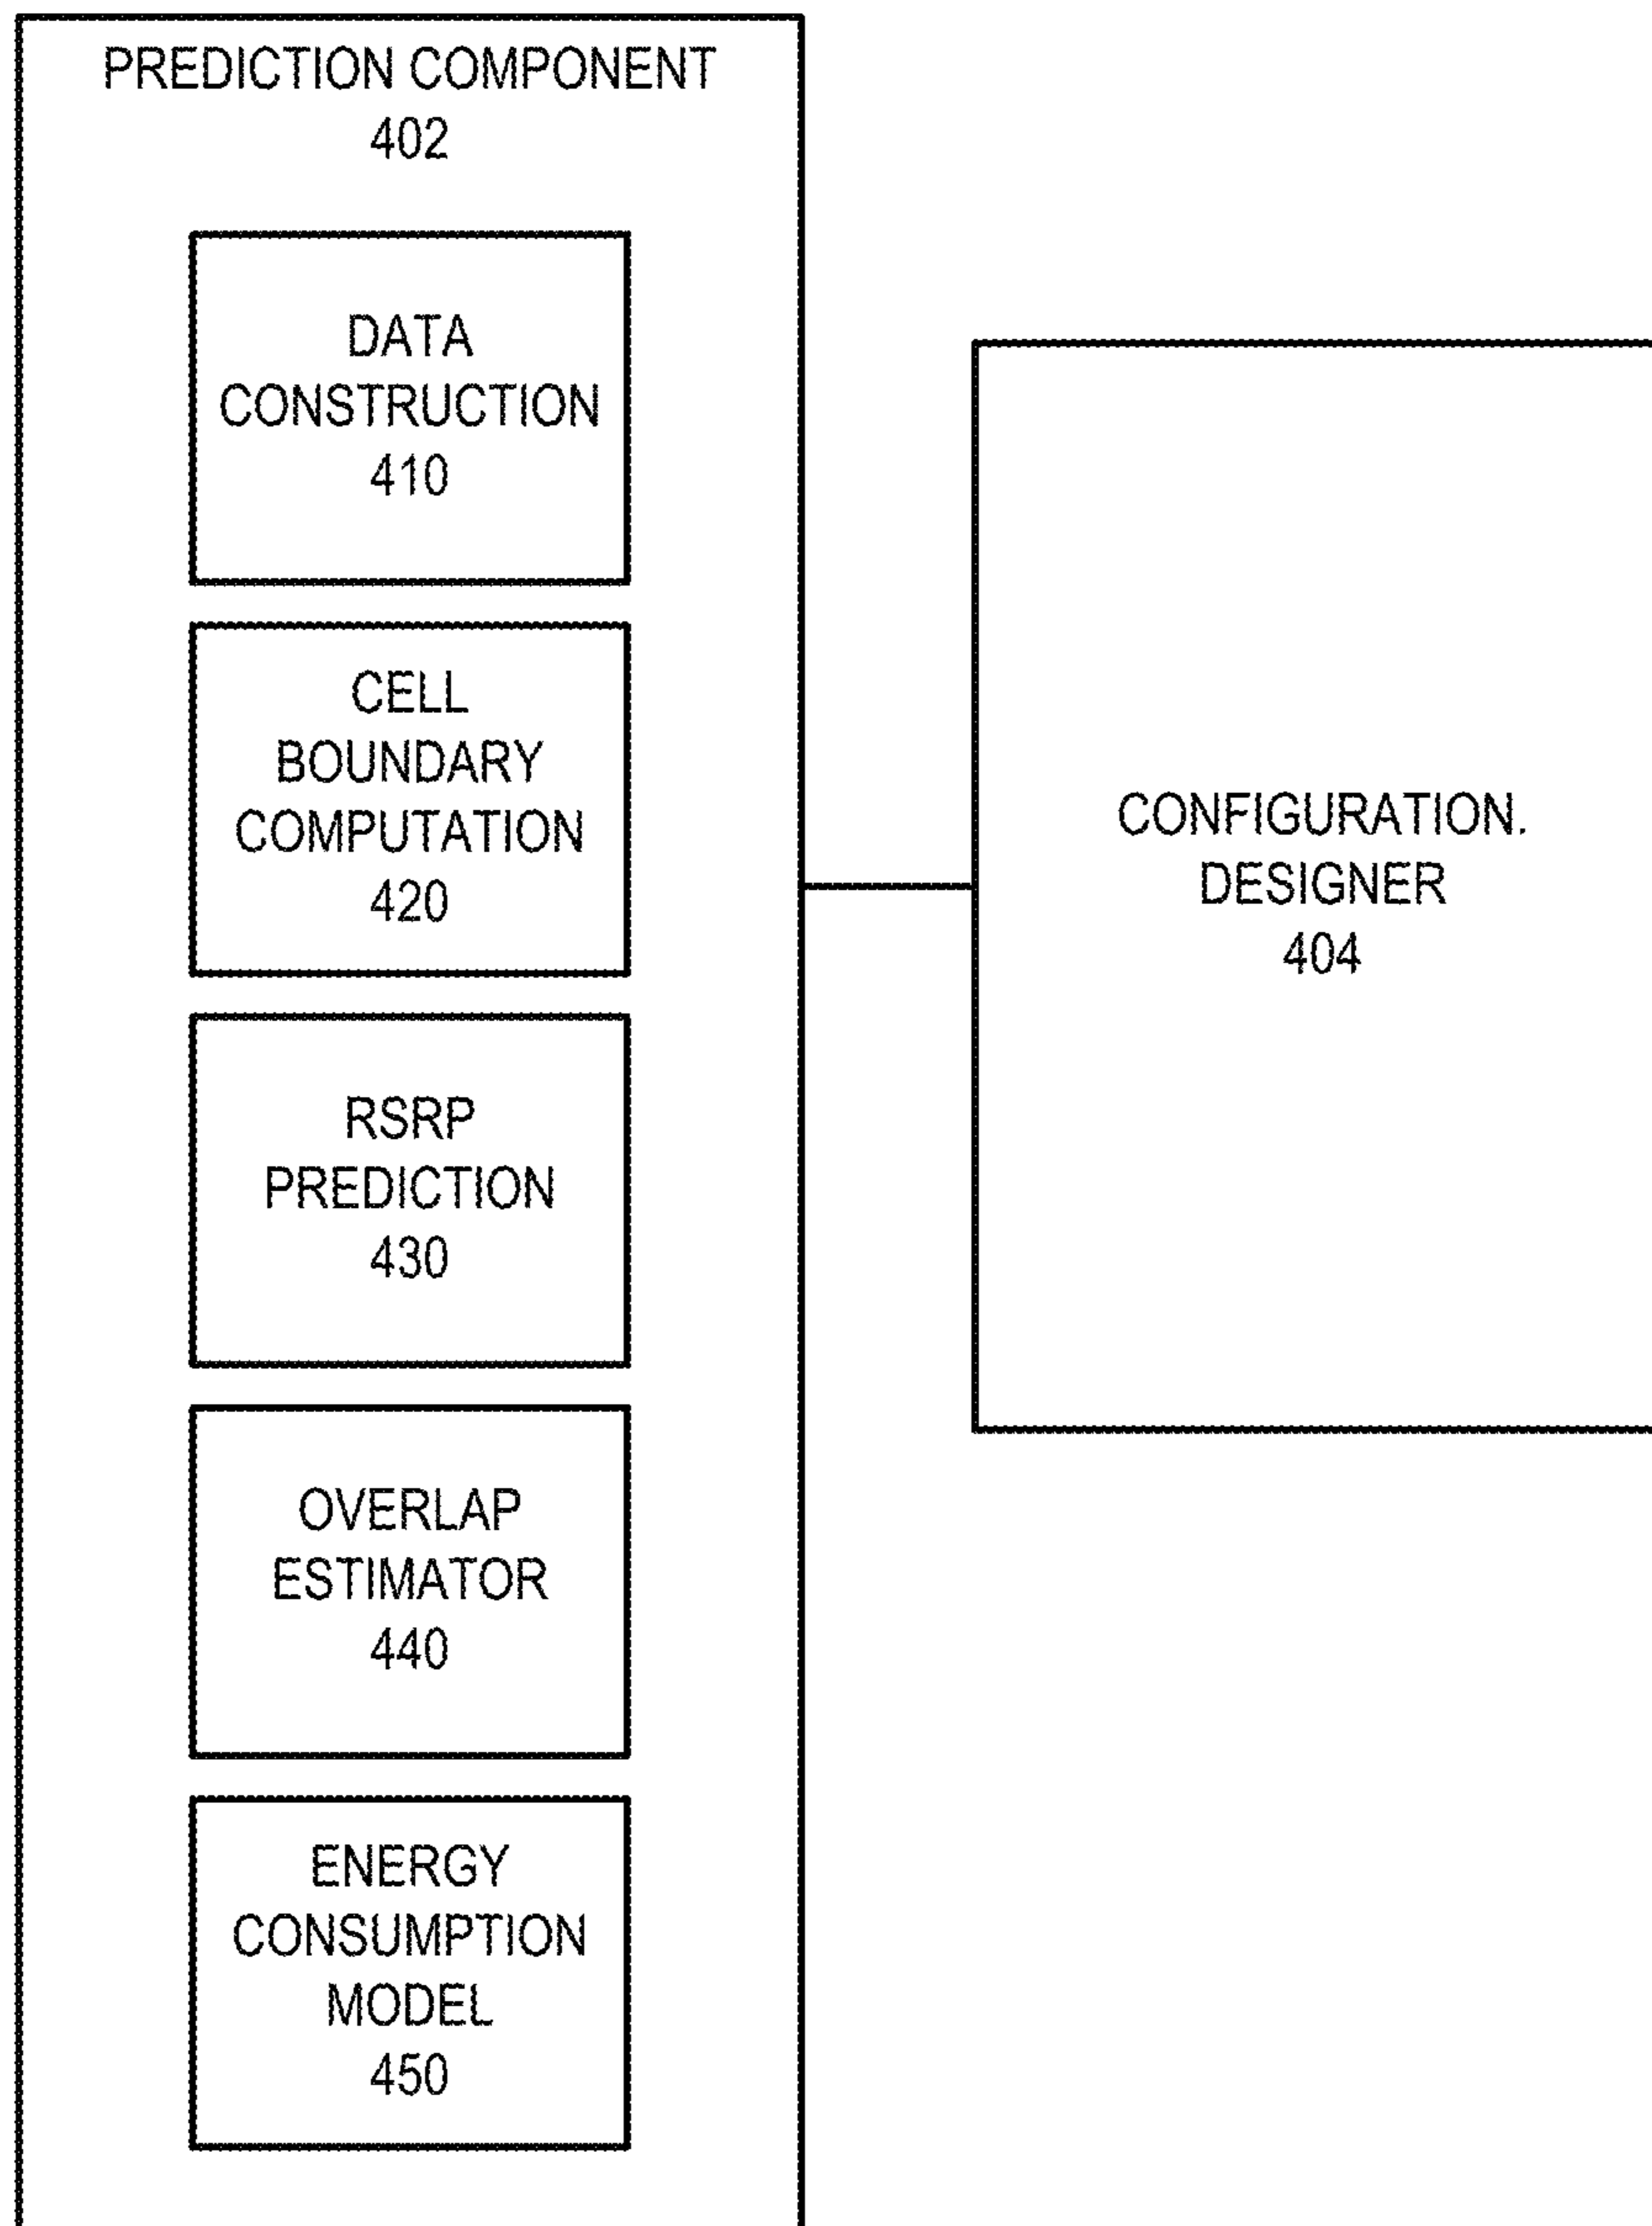 PREDICTION COMPONENT
402
DATA
CONSTRUCTION
410
CELL
BOUNDARY
COMPUTATION
420
RSRP
PREDICTION
430
OVERLAP
ESTIMATOR
440
ENERGY
CONSUMPTION
MODEL
450
CONFIGURATION.
DESIGNER
404